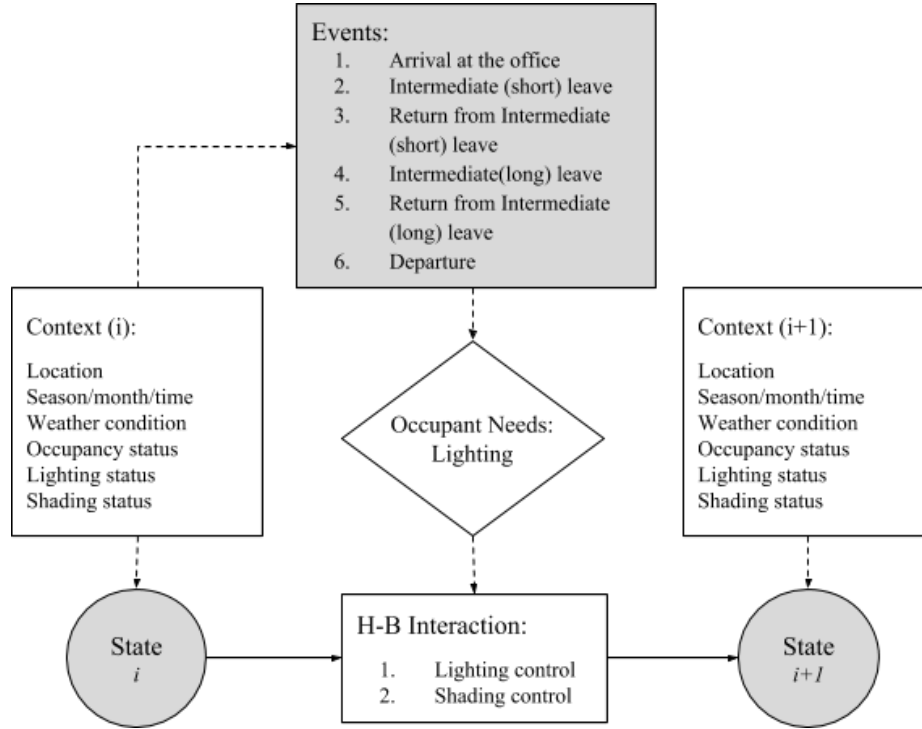 Events:
1. Arrival at the office
2. Intermediate (short) leave
3. Return from Intermediate
(short) leave
4. Intermediate(long) leave
5. Return from Intermediate
(long) leave
6. Departure
Context (i):
Location
Season/month/time
Weather condition
Occupancy status
Lighting status
Shading status
Occupant Needs:
Lighting
Context (i+1):
Location
Season/month/time
Weather condition
Occupancy status
Lighting status
Shading status
State
i
H-B Interaction:
1. Lighting control
2. Shading control
State
i+1